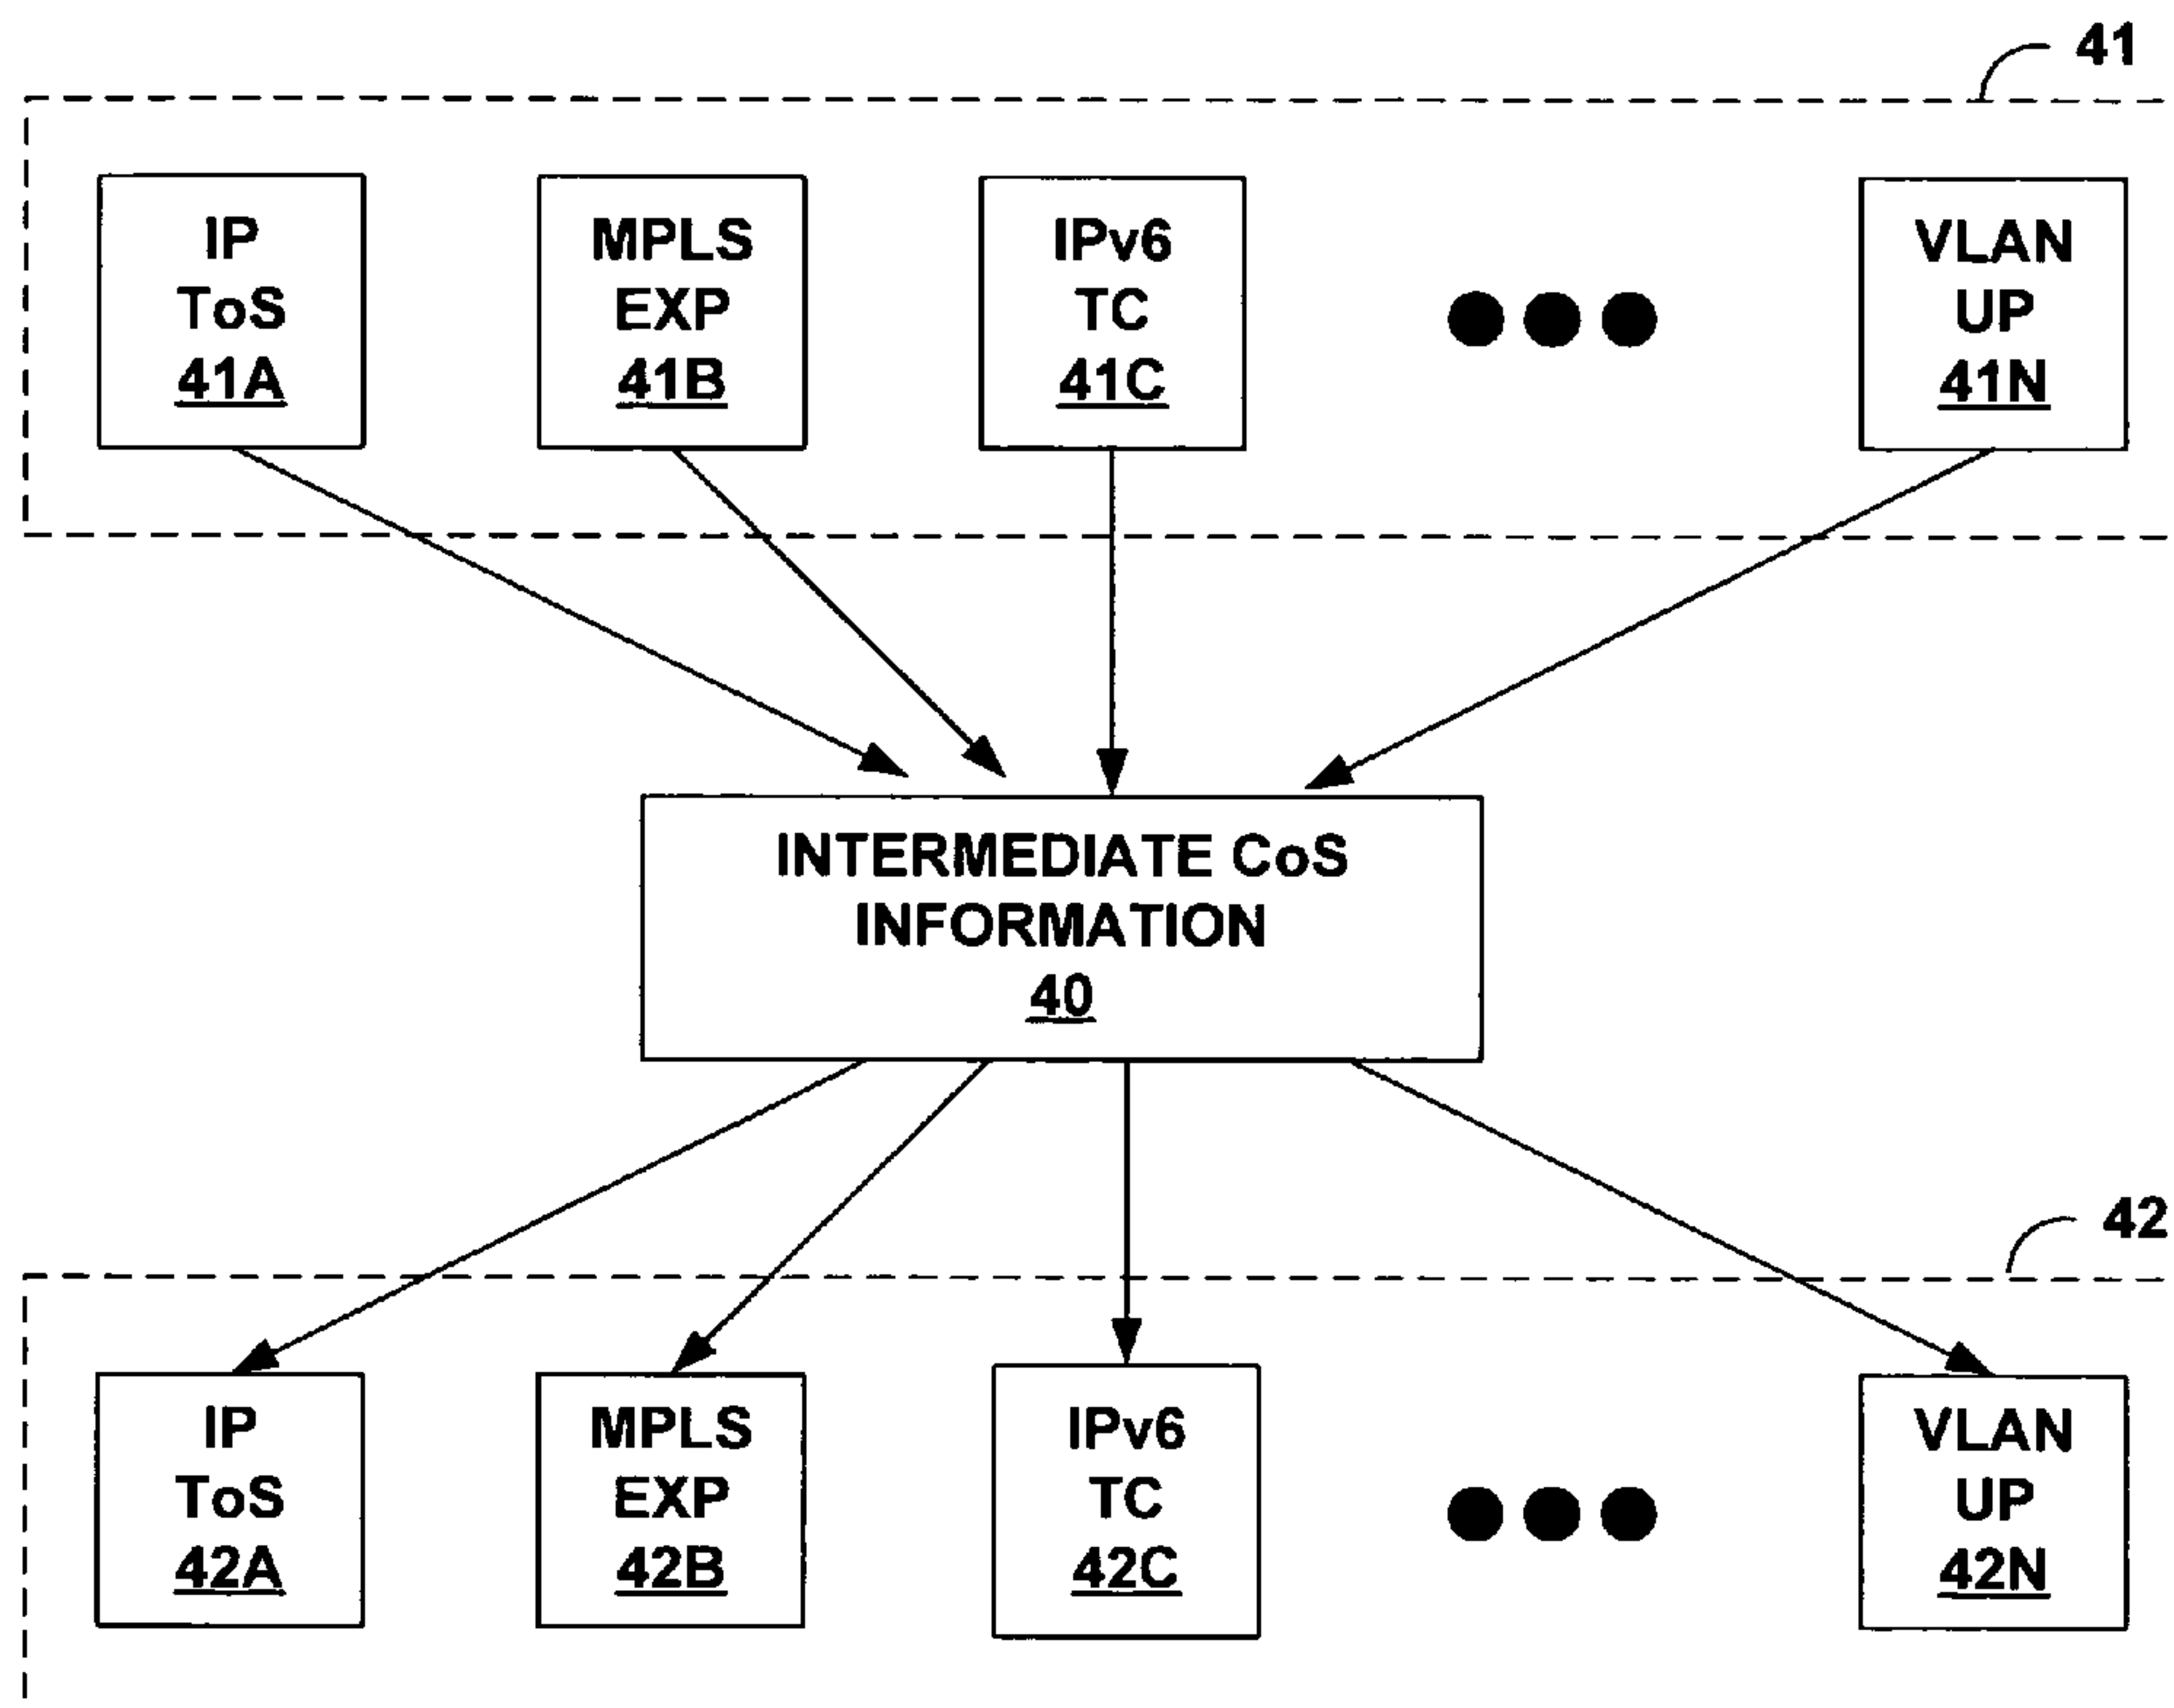 41
IP
ToS
41A
MPLS
EXP
41B
IPv6
TC
41C
VLAN
UP
41N
INTERMEDIATE CoS
INFORMATION
40
42
IP
ToS
42A
MPLS
EXP
42B
IPv6
TC
42C
VLAN
UP
42N